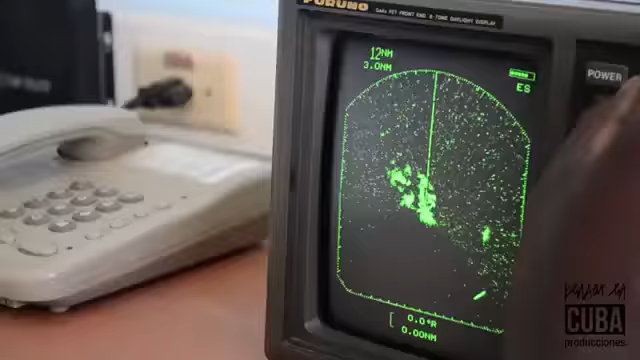 FURUNO
12NM
3.0NM
ES
POWER
0.0°R
0.00NM
CUBA
producciones.